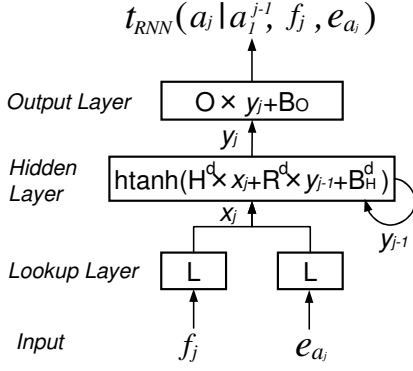 t_RNN(a_j|a_1^{j-1}, f_j, e_{a_j})
Output Layer
O × y_j+B_O
y_j
Hidden Layer
htanh(H^d × x_j+R^d × y_{j-1}+B_H^d)
y_{j-1}
x_j
Lookup Layer
L L
Input
f_j e_{a_j}